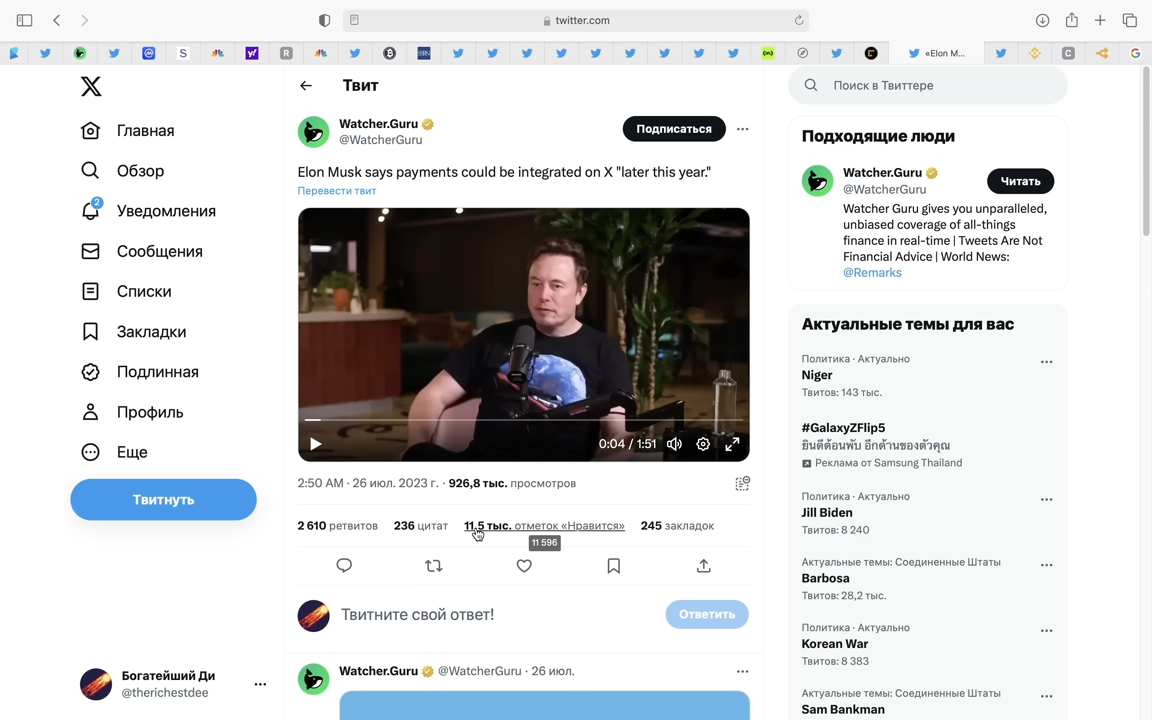 twitter.com
«Elon M...
Главная
Обзор
2
Уведомления
Сообщения
Списки
Закладки
Подлинная
Профиль
Еще
Твитнуть
Богатейший Ди
@therichestdee
Твит
Watcher.Guru
@WatcherGuru
Подписаться
Elon Musk says payments could be integrated on X "later this year."
Перевести твит
0:04 / 1:51
2:50 AM · 26 июл. 2023 г. · 926,8 тыс. просмотров
2 610 ретвитов 236 цитат 11,5 тыс. отметок «Нравится» 245 закладок
11 596
Твитните свой ответ!
Ответить
Watcher.Guru @WatcherGuru · 26 июл.
Поиск в Твиттере
Подходящие люди
Watcher.Guru
@WatcherGuru
Читать
Watcher Guru gives you unparalleled,
unbiased coverage of all-things
finance in real-time | Tweets Are Not
Financial Advice | World News:
@Remarks
Актуальные темы для вас
Политика · Актуально
Niger
Твитов: 143 тыс.
#GalaxyZFlip5
ยินดีต้อนพับ อีกด้านของตัวคุณ
Реклама от Samsung Thailand
Политика · Актуально
Jill Biden
Твитов: 8 240
Актуальные темы: Соединенные Штаты
Barbosa
Твитов: 28,2 тыс.
Политика · Актуально
Korean War
Твитов: 8 383
Актуальные темы: Соединенные Штаты
Sam Bankman